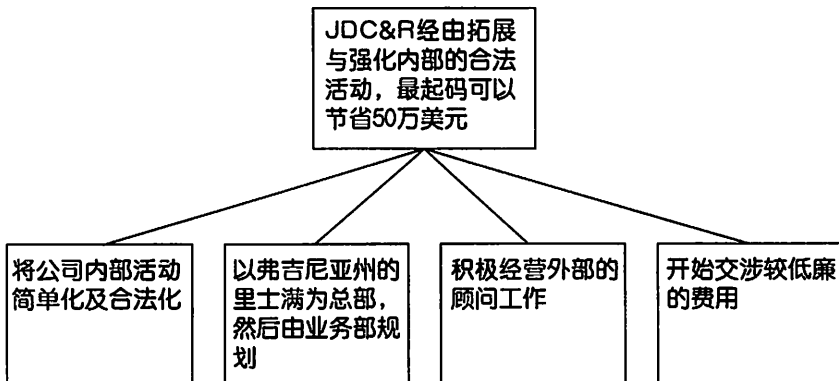 JDC&R经由拓展
与强化内部的合法
活动，最起码可以
节省50万美元
将公司内部活动
简单化及合法化
以弗吉尼亚州的
里士满为总部，
然后由业务部规
划
积极经营外部的
顾问工作
开始交涉较低廉
的费用